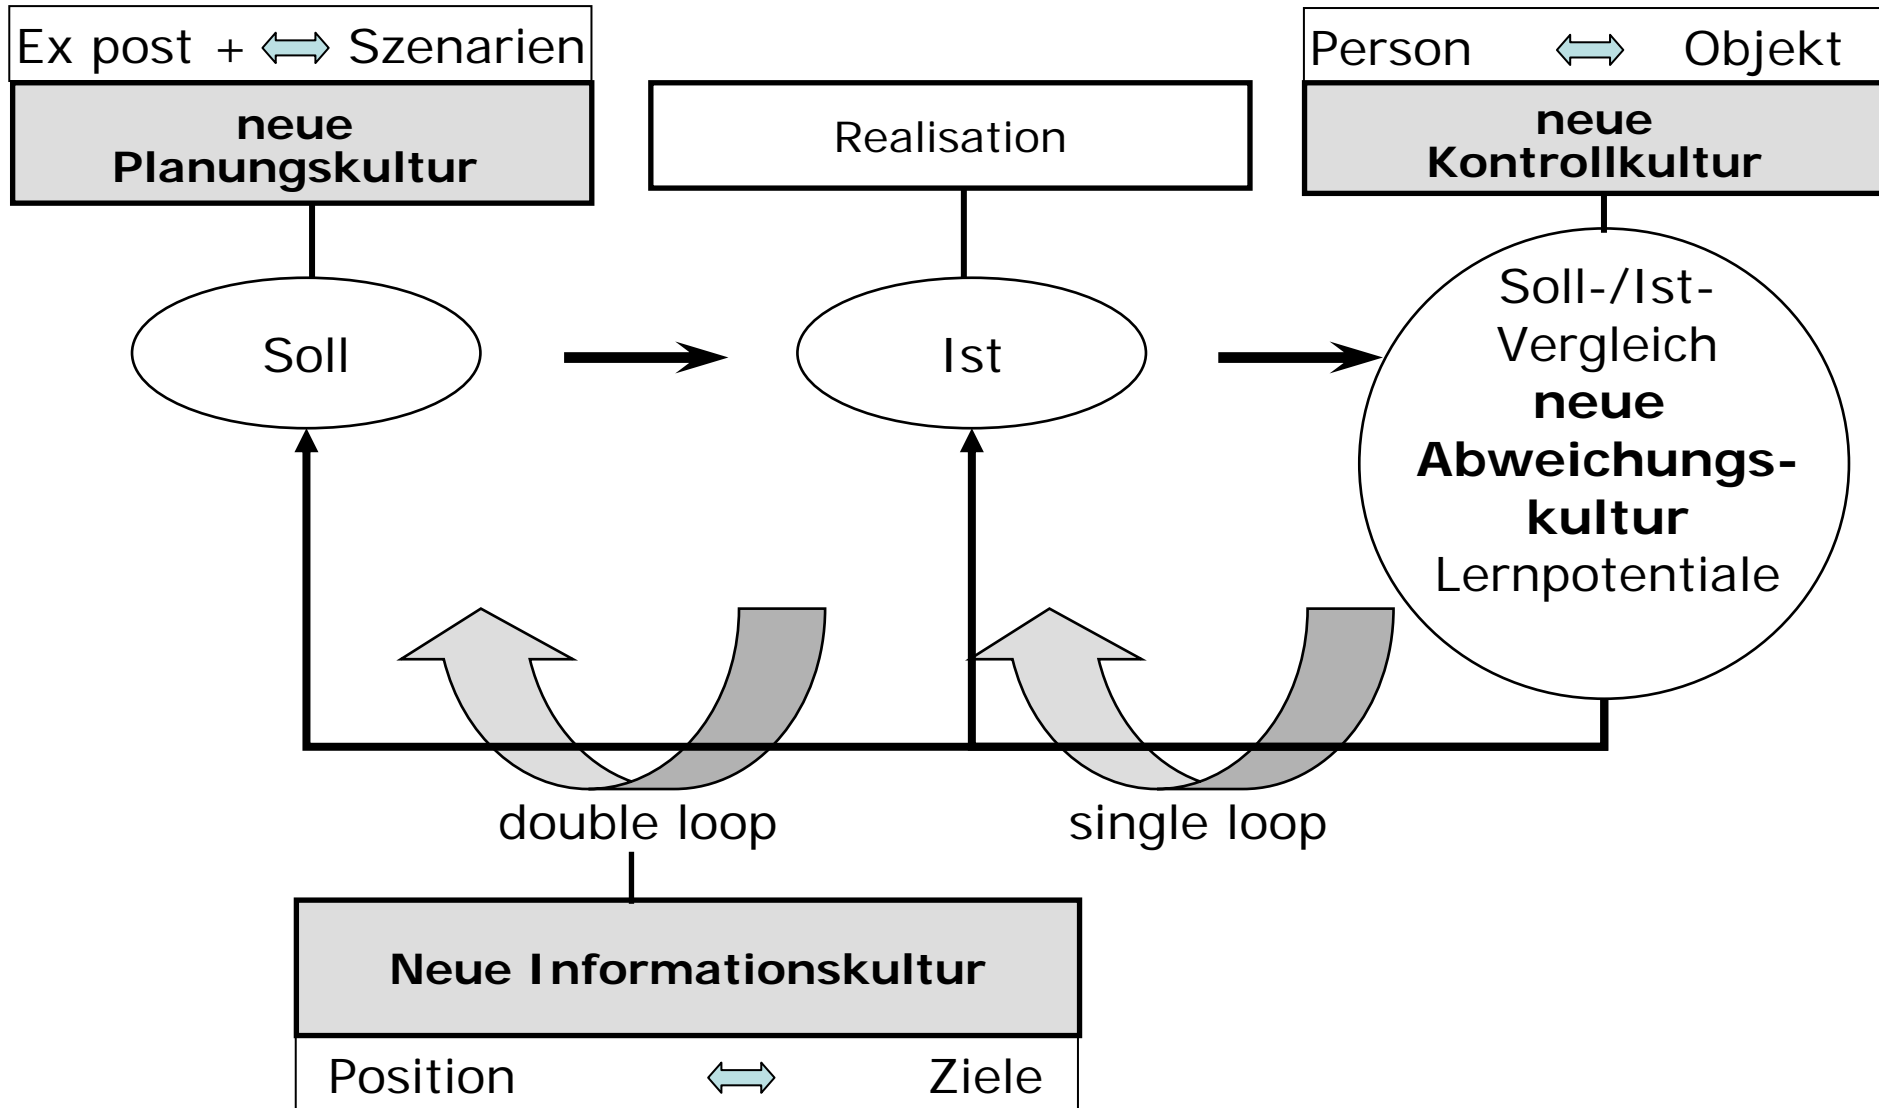 Ex post + ⇔ Szenarien
neue
Planungskultur
Realisation
Person ⇔ Objekt
neue
Kontrollkultur
Soll
Ist
Soll-/Ist-
Vergleich
neue
Abweichungs-
kultur
Lernpotentiale
double loop
single loop
Neue Informationskultur
Position ⇔ Ziele